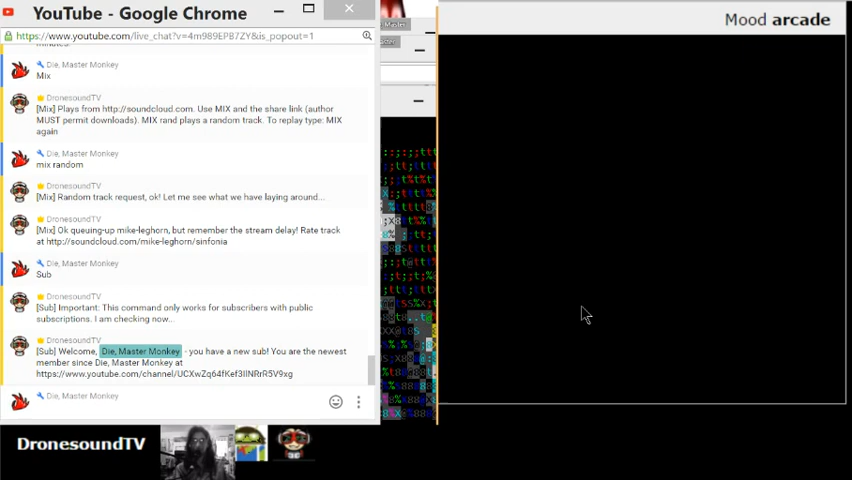 YouTube - Google Chrome
https://www.youtube.com/live_chat?v=4m989EPB7ZY&is_popout=1
minutes.
Die, Master Monkey
Mix
DronesoundTV
[Mix] Plays from http://soundcloud.com. Use MIX and the share link (author
MUST permit downloads). MIX rand plays a random track. To replay type: MIX
again
Die, Master Monkey
mix random
DronesoundTV
[Mix] Random track request, ok! Let me see what we have laying around...
DronesoundTV
[Mix] Ok queuing-up mike-leghorn, but remember the stream delay! Rate track
at http://soundcloud.com/mike-leghorn/sinfonia
Die, Master Monkey
Sub
DronesoundTV
[Sub] Important: This command only works for subscribers with public
subscriptions. I am checking now...
DronesoundTV
[Sub] Welcome, Die, Master Monkey - you have a new sub! You are the newest
member since Die, Master Monkey at
https://www.youtube.com/channel/UCXwZq64fKef3IINRrR5V9xg
Die, Master Monkey
DronesoundTV
Mood arcade